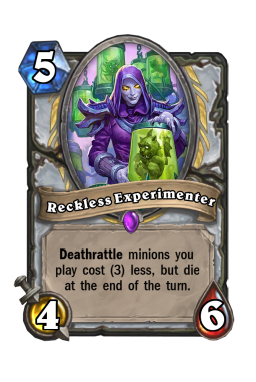 5
Reckless Experimenter
Deathrattle minions you
play cost (3) less, but die
at the end of the turn.
4
6